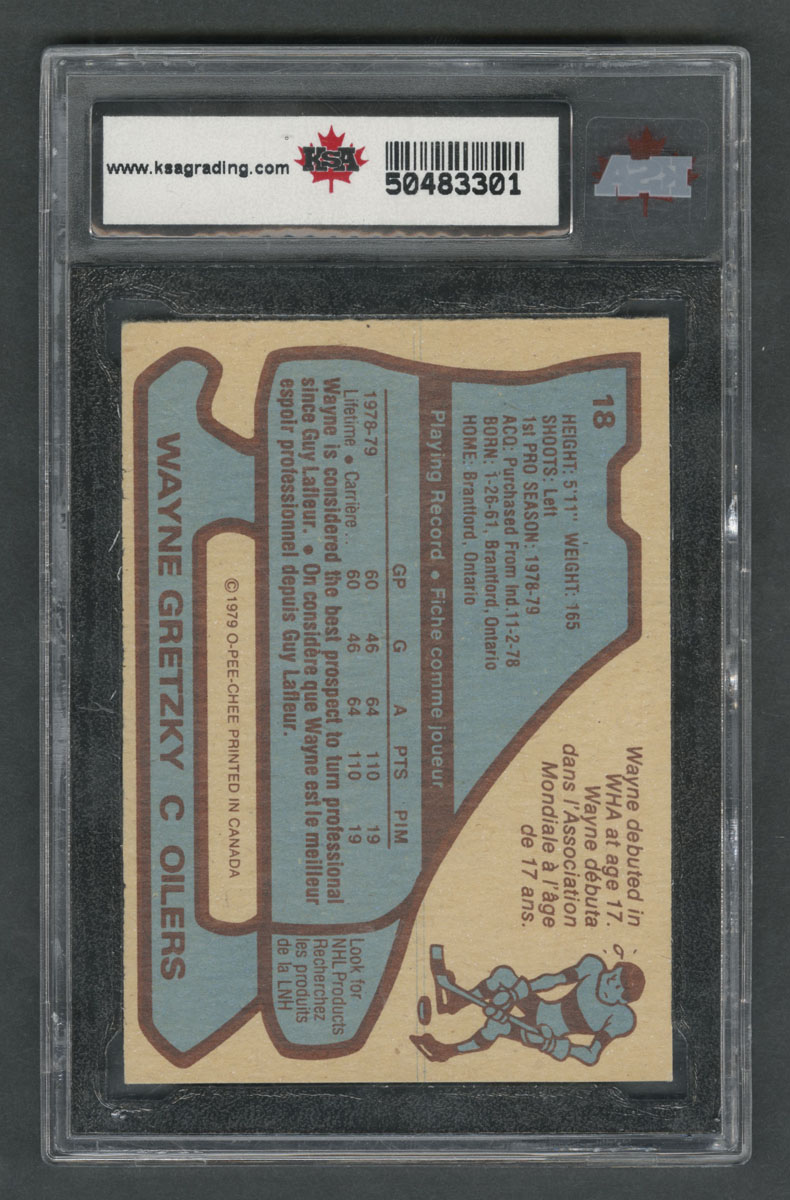 www.ksagrading.com
KSA
50483301
KSA
18
HEIGHT: 5'11" WEIGHT: 165
SHOOTS: Left
1st PRO SEASON: 1978-79
ACQ: Purchased From Ind.11-2-78
BORN: 1-26-61, Brantford, Ontario
HOME: Brantford, Ontario
Wayne debuted in
WHA at age 17.
Wayne débuta
dans l'Association
Mondiale à l'âge
de 17 ans.
Playing Record • Fiche comme joueur
GP G A PTS PIM
1978-79 60 46 64 110 19
Lifetime • Carrière.. 60 46 64 110 19
Wayne is considered the best prospect to turn professional
since Guy Lafleur. • On considère que Wayne est le meilleur
espoir professionnel depuis Guy Lafleur.
Look for
NHL Products
Recherchez
les produits
de la LNH
© 1979 O-PEE-CHEE PRINTED IN CANADA
WAYNE GRETZKY C OILERS